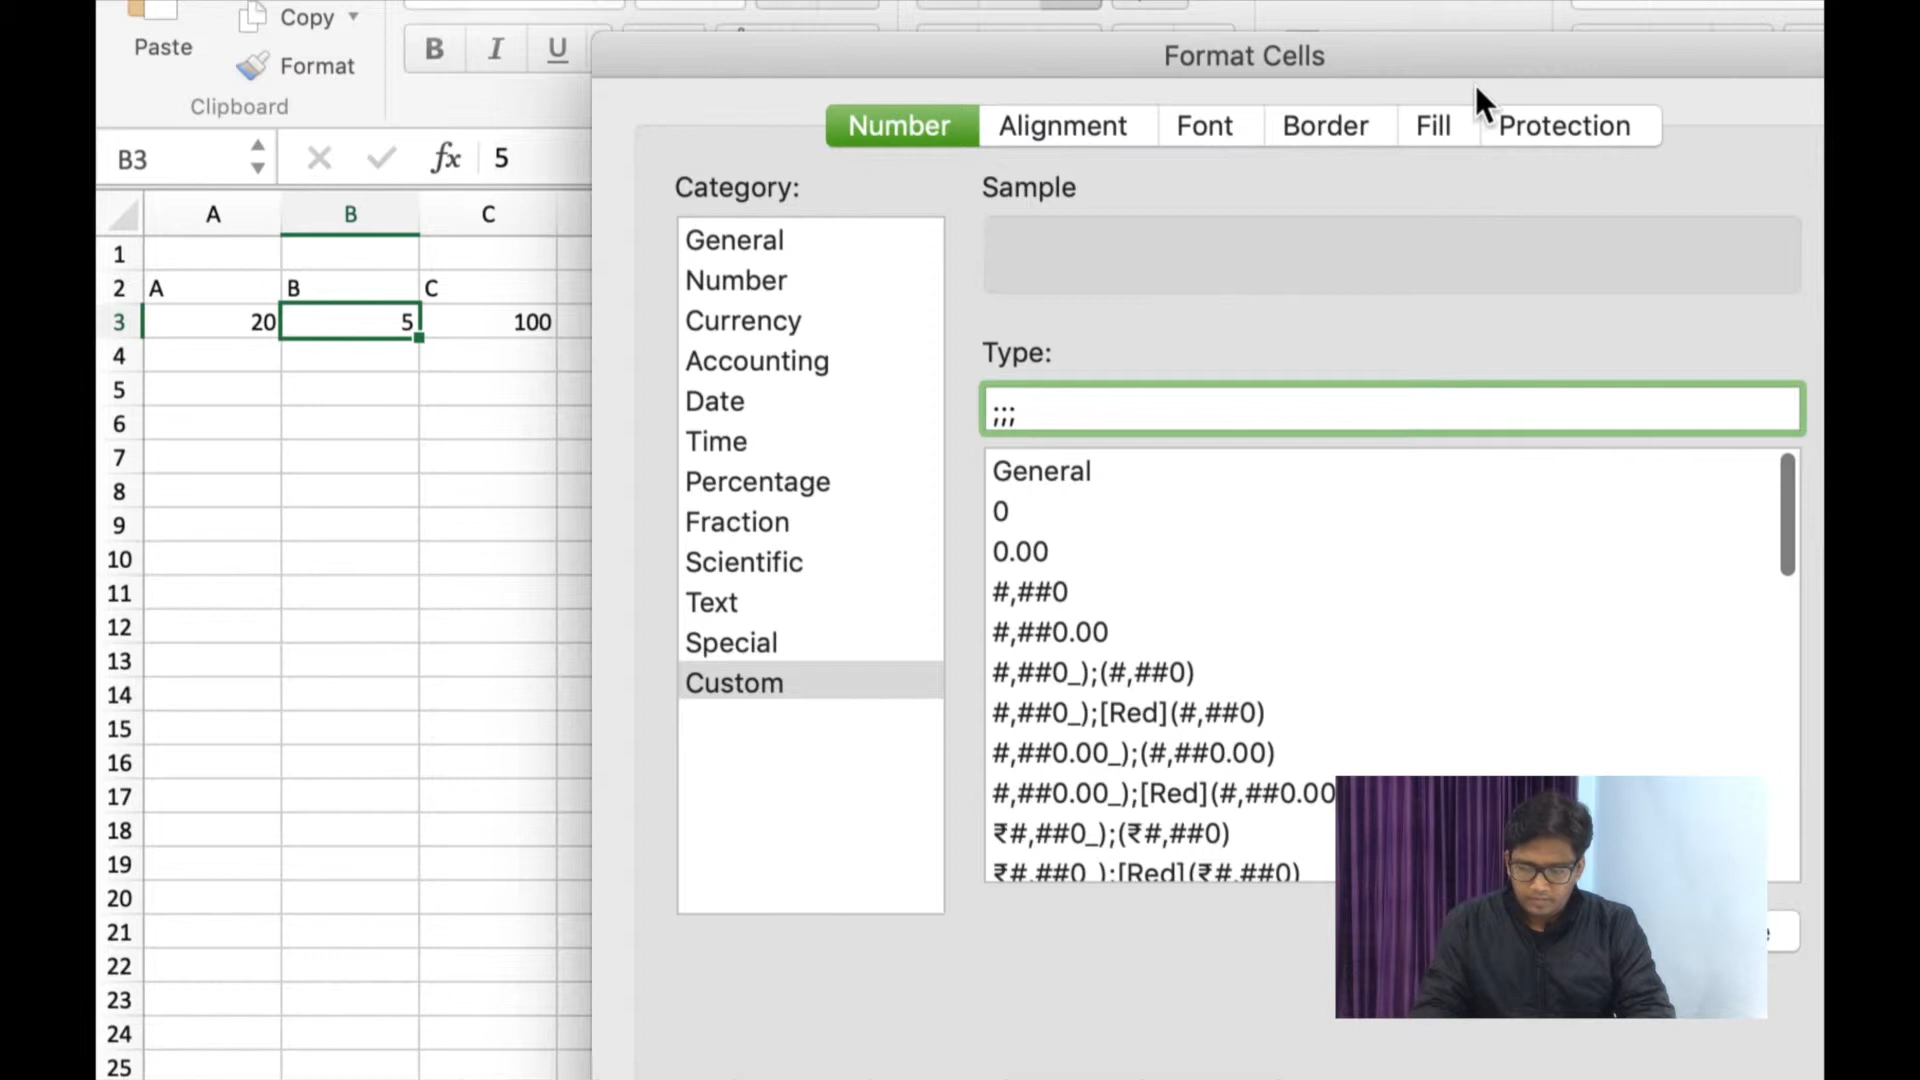 Copy
Paste
Format
Clipboard
B I U
Format Cells
Number Alignment Font Border Fill Protection
B3 fx 5
Category:
Sample
A B C
General
Number
Currency
Accounting
Date
Time
Percentage
Fraction
Scientific
Text
Special
Custom
Type:
;;;
General
0
0.00
#,##0
#,##0.00
#,##0_);(#,##0)
#,##0_);[Red](#,##0)
#,##0.00_);(#,##0.00)
#,##0.00_);[Red](#,##0.00
₹#,##0_);(₹#,##0)
₹#,##0_);[Red](₹#,##0)
1
2 A B C
3 20 5 100
4
5
6
7
8
9
10
11
12
13
14
15
16
17
18
19
20
21
22
23
24
25